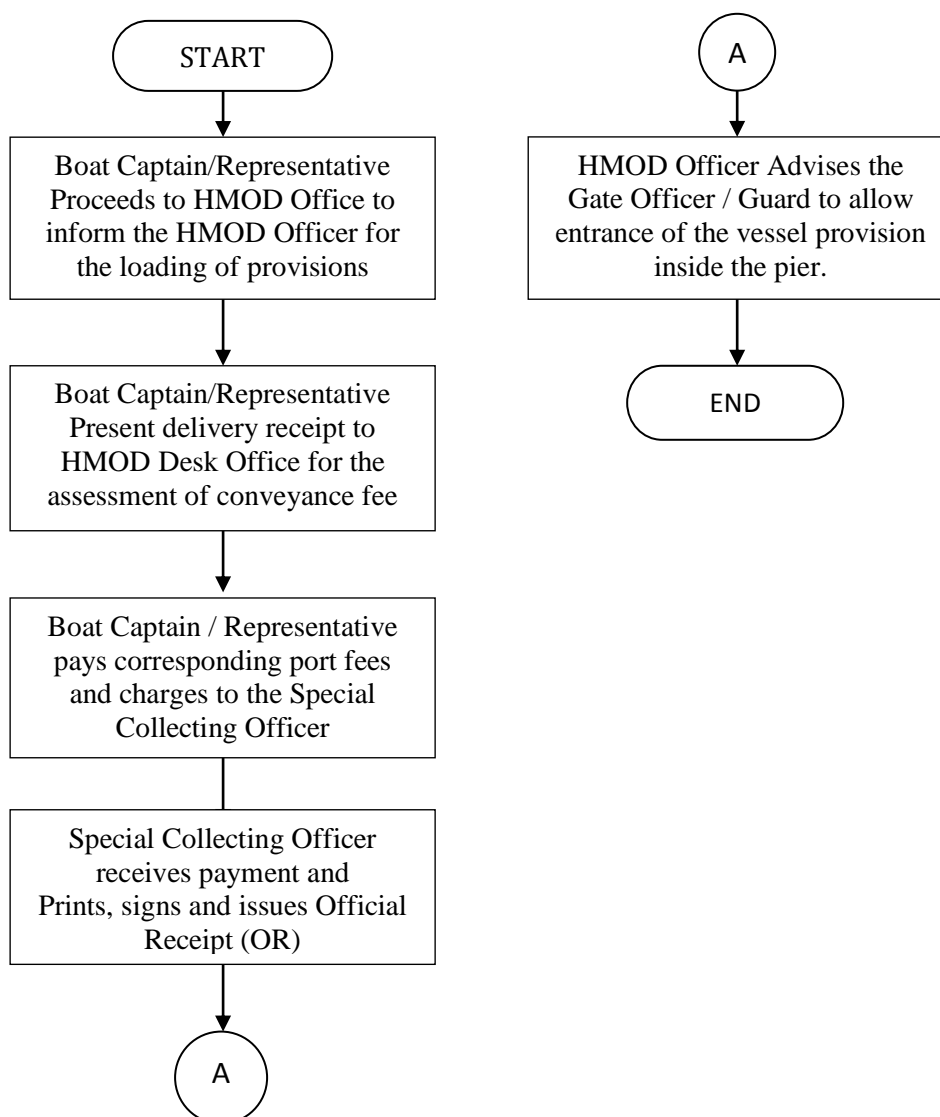 START
Boat Captain/Representative
Proceeds to HMOD Office to
inform the HMOD Officer for
the loading of provisions
Boat Captain/Representative
Present delivery receipt to
HMOD Desk Office for the
assessment of conveyance fee
Boat Captain / Representative
pays corresponding port fees
and charges to the Special
Collecting Officer
Special Collecting Officer
receives payment and
Prints, signs and issues Official
Receipt (OR)
A
A
HMOD Officer Advises the
Gate Officer / Guard to allow
entrance of the vessel provision
inside the pier.
END